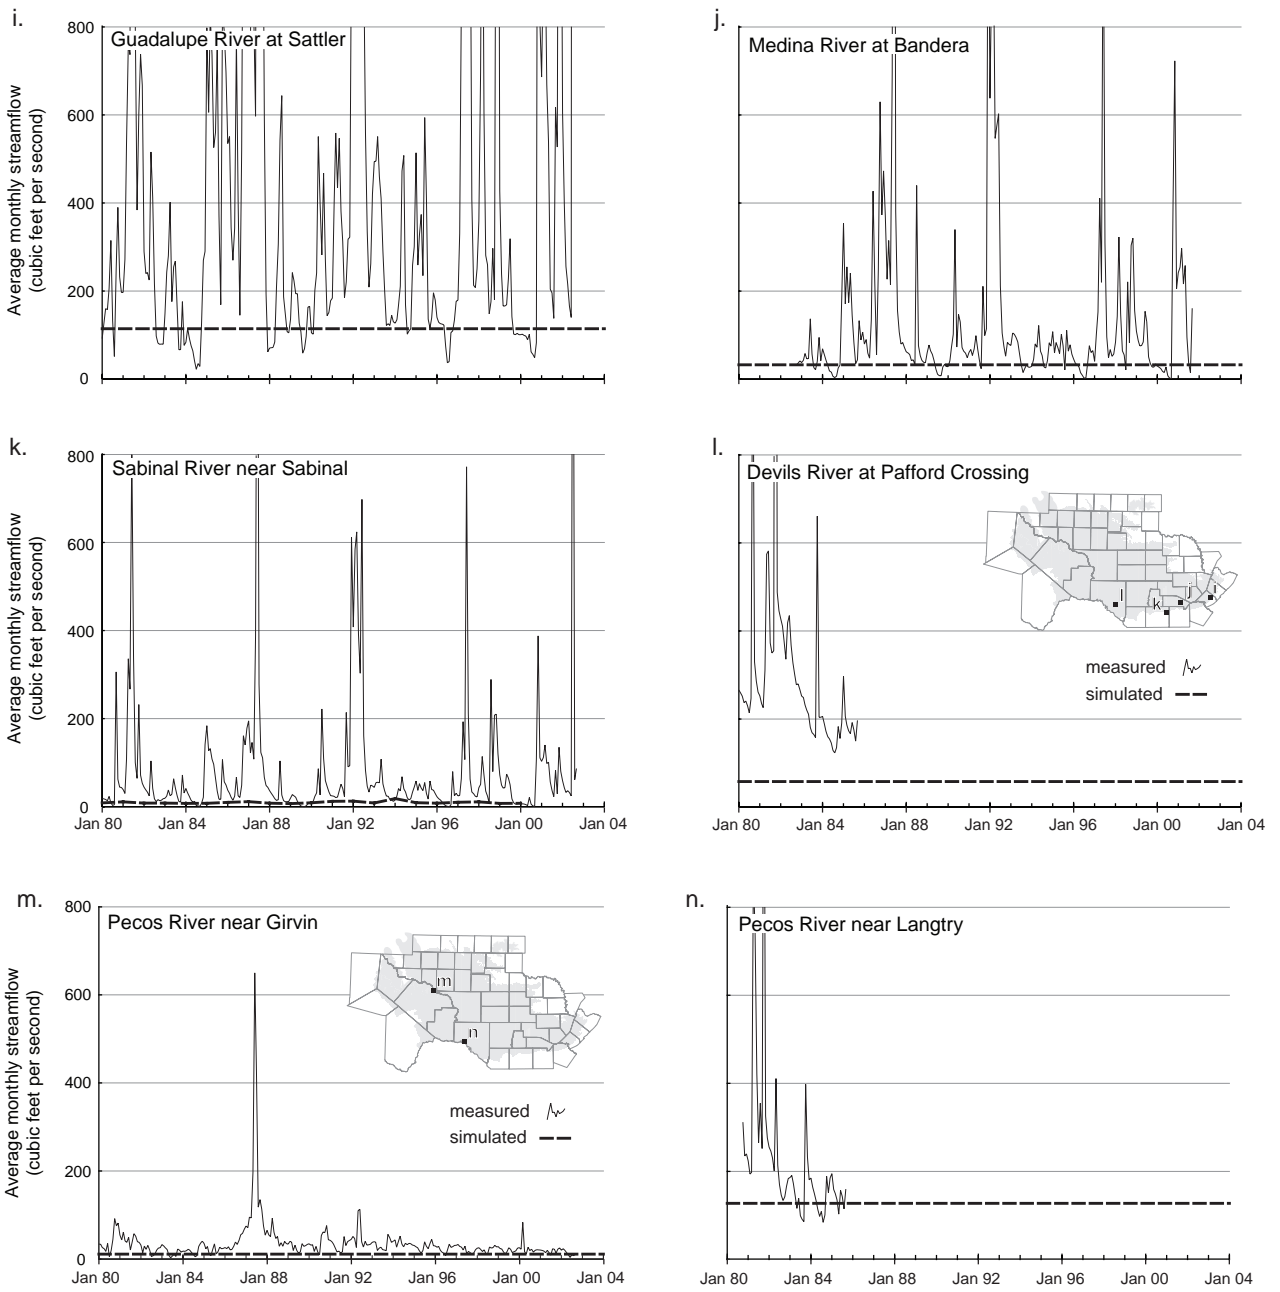 i.
Guadalupe River at Sattler
Average monthly streamflow
(cubic feet per second)
800
600
400
200
0
j.
Medina River at Bandera
k.
Sabinal River near Sabinal
Average monthly streamflow
(cubic feet per second)
800
600
400
200
0
Jan 80 Jan 84 Jan 88 Jan 92 Jan 96 Jan 00 Jan 04
l.
Devils River at Pafford Crossing
l
k
j
i
measured
simulated
Jan 80 Jan 84 Jan 88 Jan 92 Jan 96 Jan 00 Jan 04
m.
Pecos River near Girvin
Average monthly streamflow
(cubic feet per second)
800
600
400
200
0
m
n
measured
simulated
Jan 80 Jan 84 Jan 88 Jan 92 Jan 96 Jan 00 Jan 04
n.
Pecos River near Langtry
Jan 80 Jan 84 Jan 88 Jan 92 Jan 96 Jan 00 Jan 04